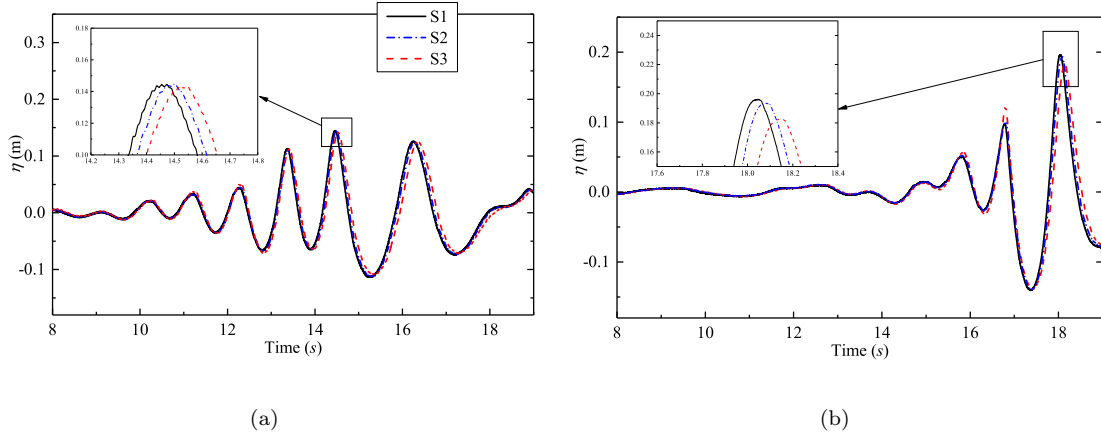 S1
S2
S3
η (m)
0.3
0.2
0.1
0.0
-0.1
8 10 12 14 16 18
Time (s)
0.18
0.16
0.14
0.12
0.10
14.2 14.3 14.4 14.5 14.6 14.7 14.8
(a)
η (m)
0.2
0.1
0.0
-0.1
8 10 12 14 16 18
Time (s)
0.24
0.22
0.20
0.18
0.16
17.6 17.8 18.0 18.2 18.4
(b)